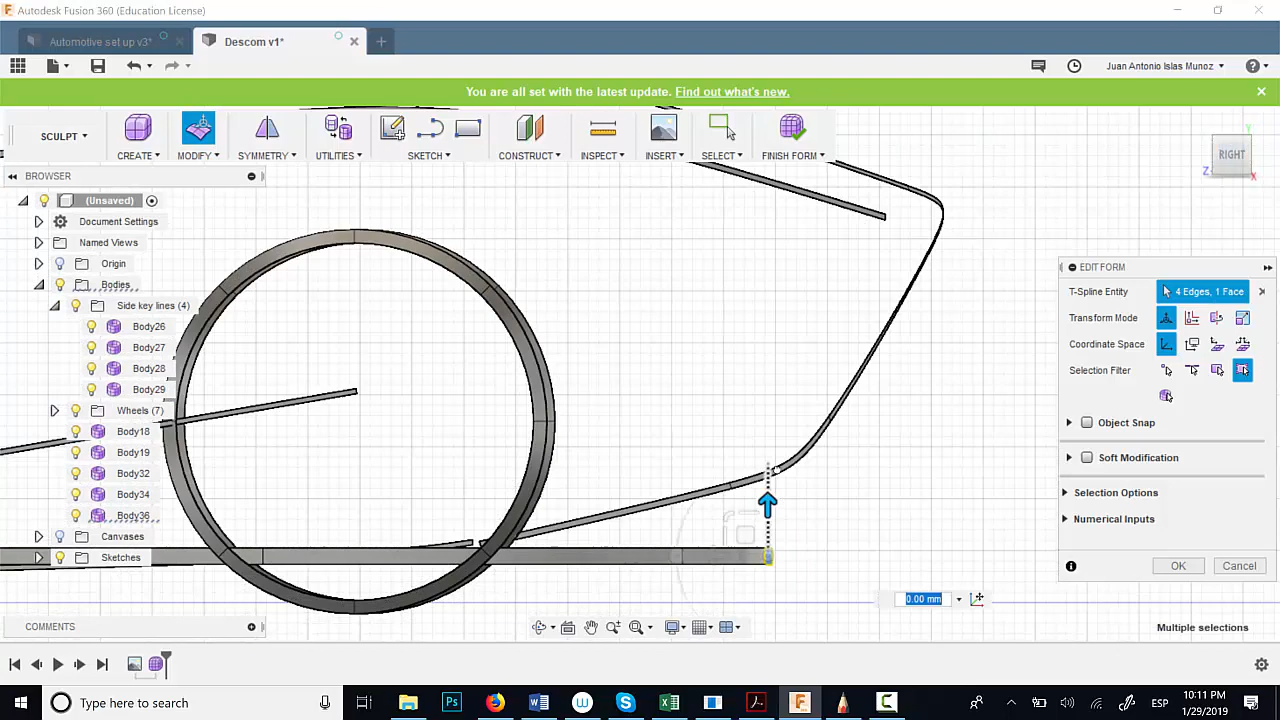 Autodesk Fusion 360 (Education License)
Automotive set up v3*
Descom v1*
Juan Antonio Islas Munoz
You are all set with the latest update. Find out what's new.
SCULPT
CREATE
MODIFY
SYMMETRY
UTILITIES
SKETCH
CONSTRUCT
INSPECT
INSERT
SELECT
FINISH FORM
BROWSER
(Unsaved)
Document Settings
Named Views
Origin
Bodies
Side key lines (4)
Body26
Body27
Body28
Body29
Wheels (7)
Body18
Body19
Body32
Body34
Body36
Canvases
Sketches
COMMENTS
RIGHT
Y
Z
X
EDIT FORM
T-Spline Entity
4 Edges, 1 Face
Transform Mode
Coordinate Space
Selection Filter
Object Snap
Soft Modification
Selection Options
Numerical Inputs
OK
Cancel
0.00 mm
Multiple selections
Type here to search
ESP
10:11 PM
1/29/2019